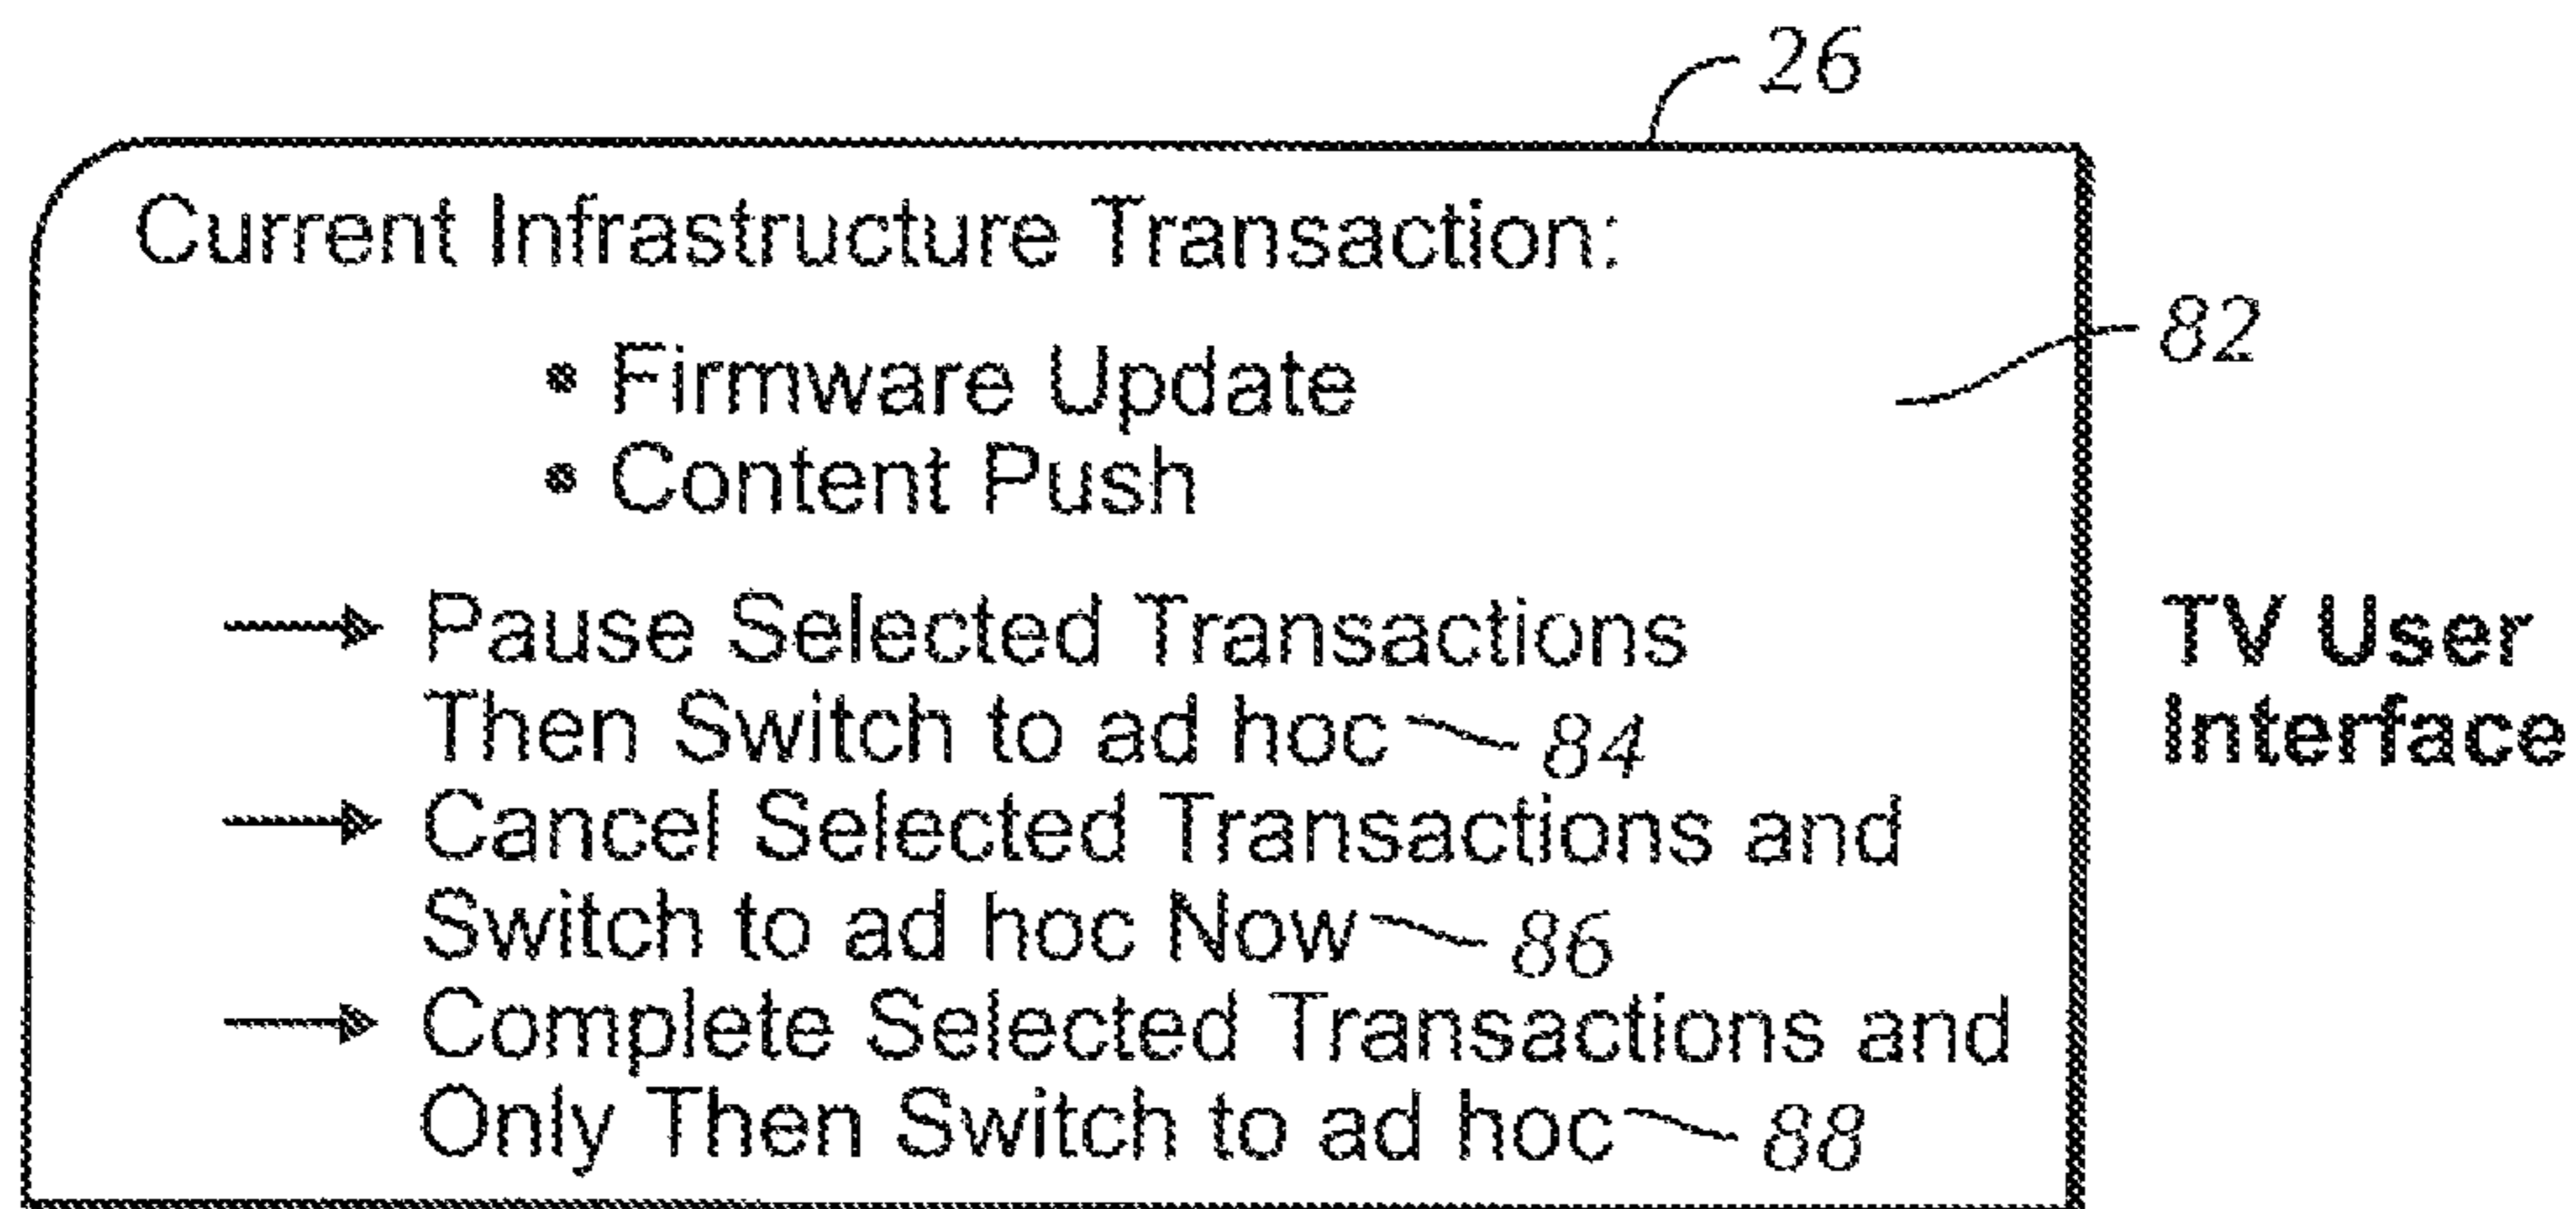 26
Current Infrastructure Transaction:
82
• Firmware Update
• Content Push
Pause Selected Transactions
Then Switch to ad hoc 84
Cancel Selected Transactions and
Switch to ad hoc Now 86
Complete Selected Transactions and
Only Then Switch to ad hoc 88
TV User
Interface